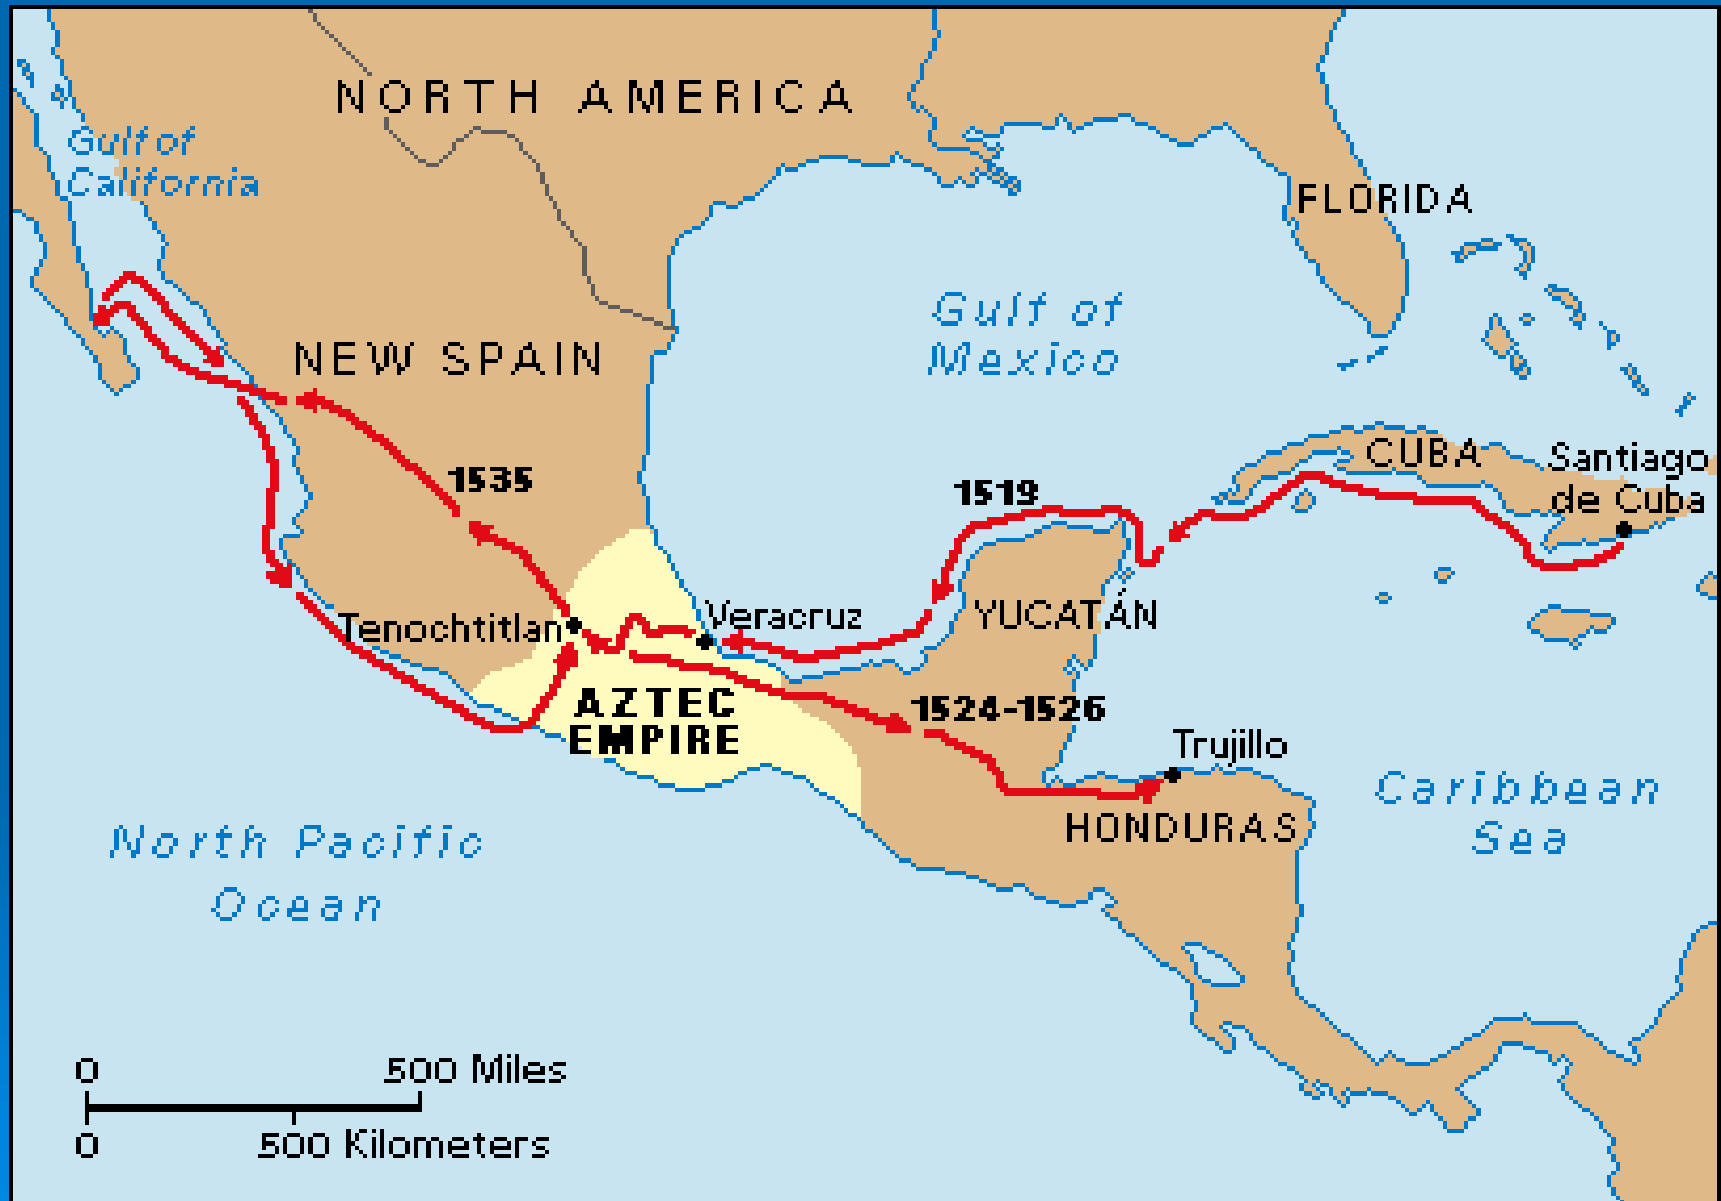 NORTH AMERICA
Gulf of
California
FLORIDA
Gulf of
Mexico
NEW SPAIN
CUBA
Santiago
de Cuba
1535
1519
Tenochtitlan
Veracruz
YUCATÁN
AZTEC
EMPIRE
1524-1526
Trujillo
HONDURAS
Caribbean
Sea
North Pacific
Ocean
0 500 Miles
0 500 Kilometers